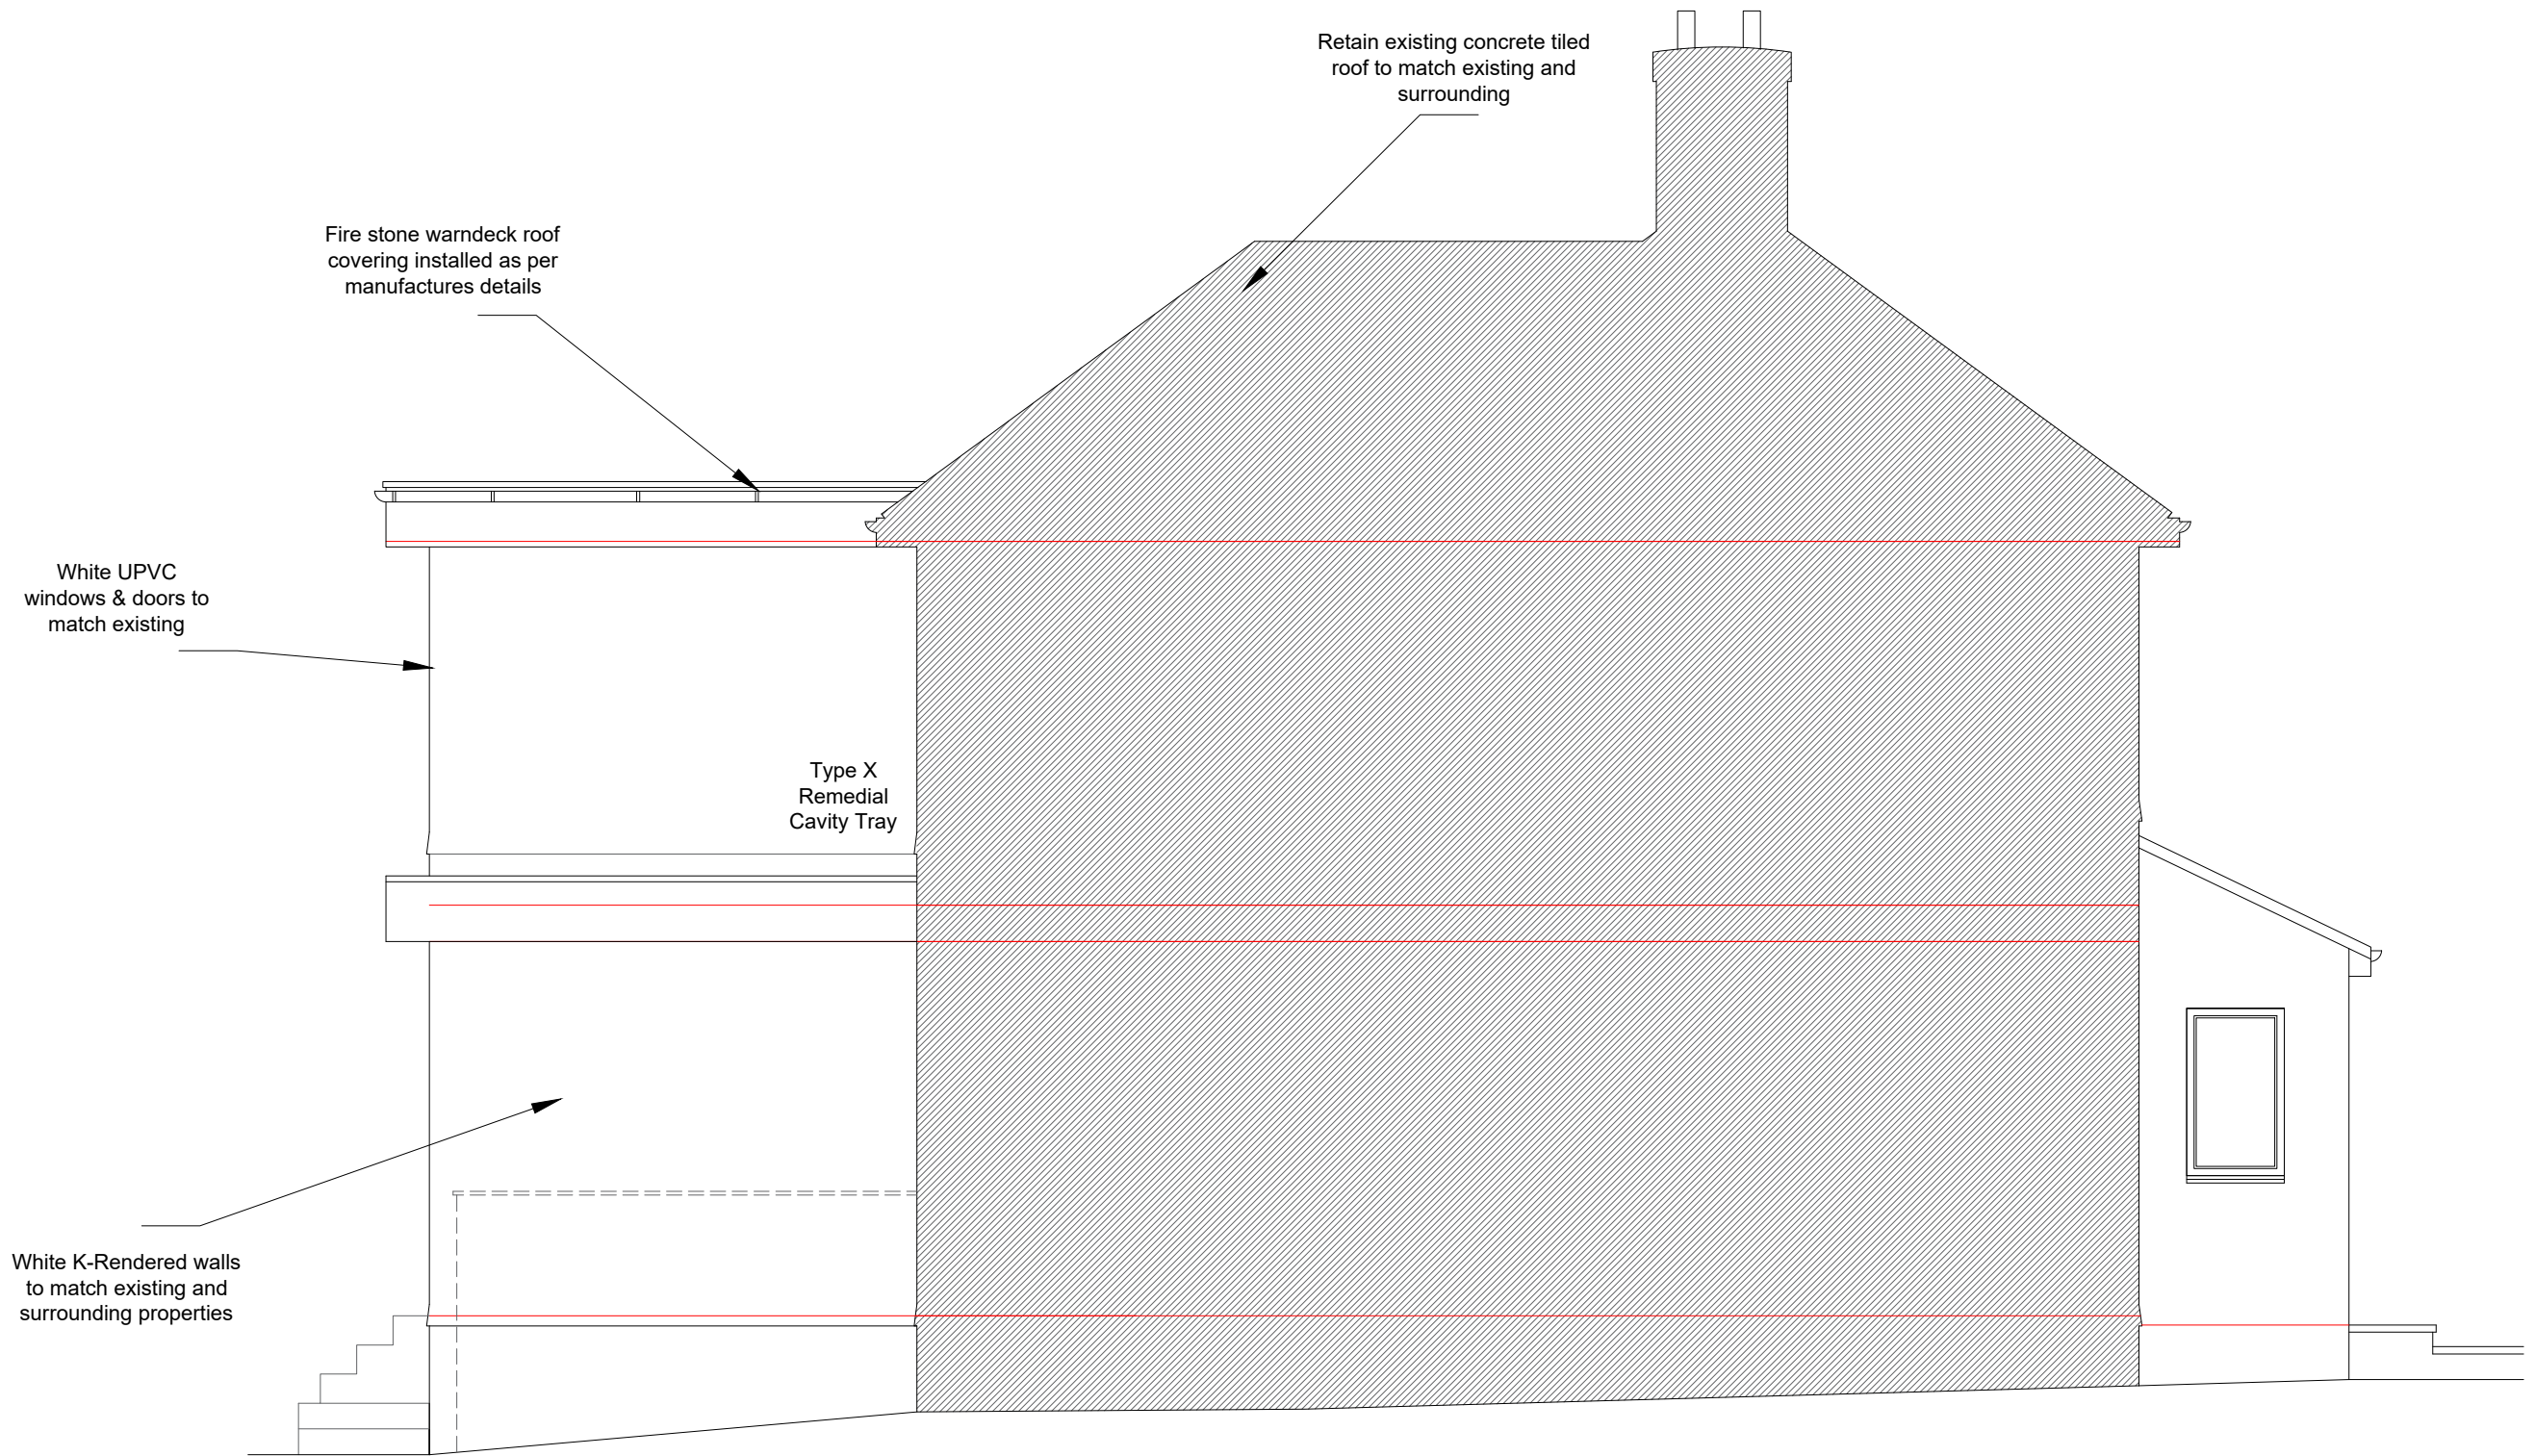 Retain existing concrete tiled
roof to match existing and
surrounding
Fire stone warndeck roof
covering installed as per
manufactures details
White UPVC
windows & doors to
match existing
Type X
Remedial
Cavity Tray
White K-Rendered walls
to match existing and
surrounding properties